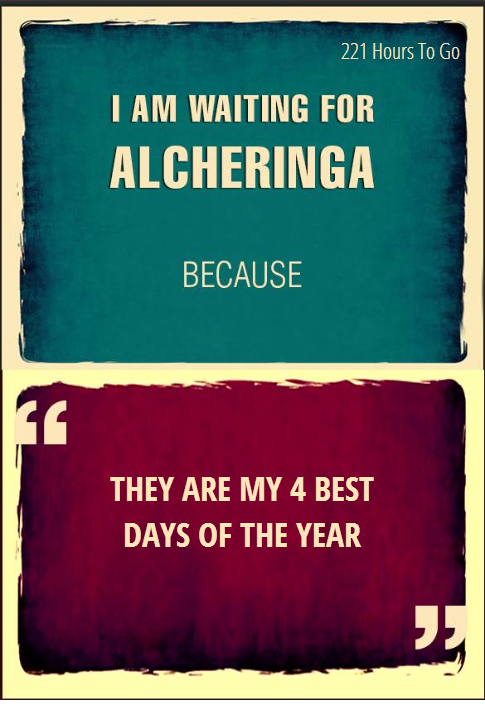 221 Hours To Go
I AM WAITING FOR
ALCHERINGA
BECAUSE
“
THEY ARE MY 4 BEST
DAYS OF THE YEAR
”